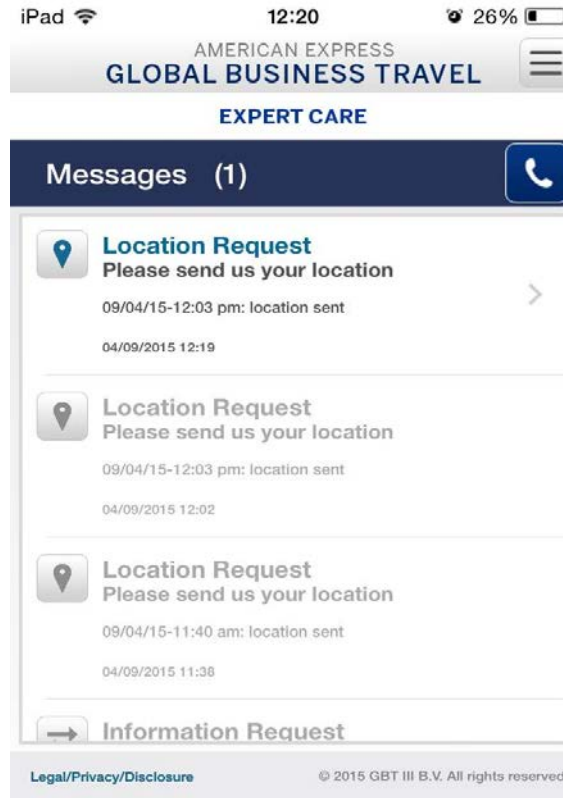 iPad 12:20 26%
AMERICAN EXPRESS
GLOBAL BUSINESS TRAVEL
EXPERT CARE
Messages (1)
Location Request
Please send us your location
09/04/15-12:03 pm: location sent
04/09/2015 12:19
Location Request
Please send us your location
09/04/15-12:03 pm: location sent
04/09/2015 12:02
Location Request
Please send us your location
09/04/15-11:40 am: location sent
04/09/2015 11:38
Information Request
Legal/Privacy/Disclosure © 2015 GBT III B.V. All rights reserved